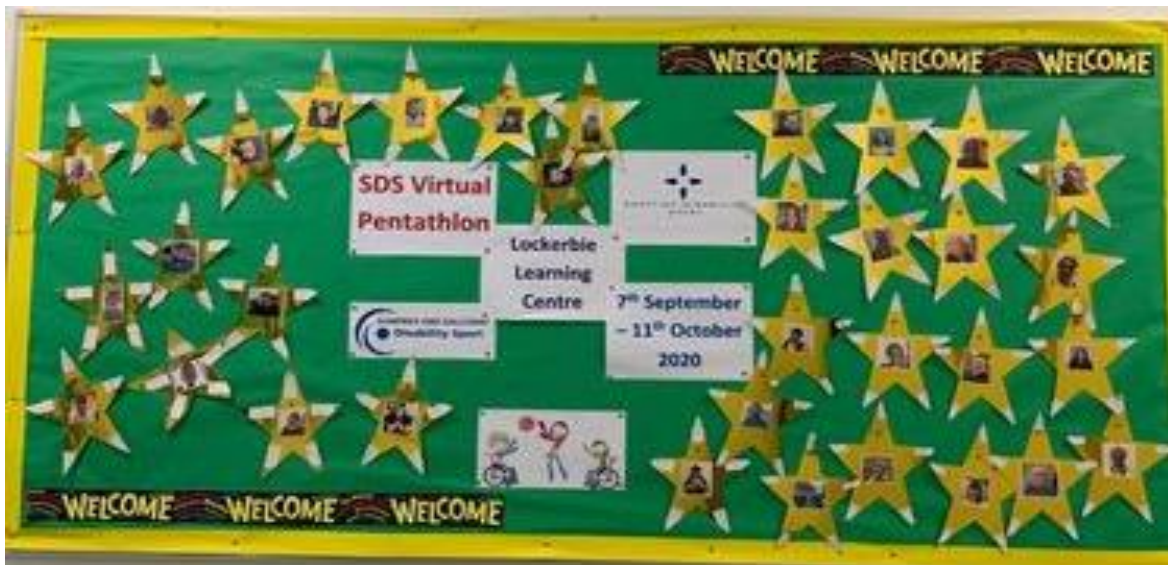 WELCOME WELCOME WELCOME
SDS Virtual
Pentathlon
Lockerbie
Learning
Centre
7th September
– 11th October
2020
Disability Sport
WELCOME WELCOME WELCOME